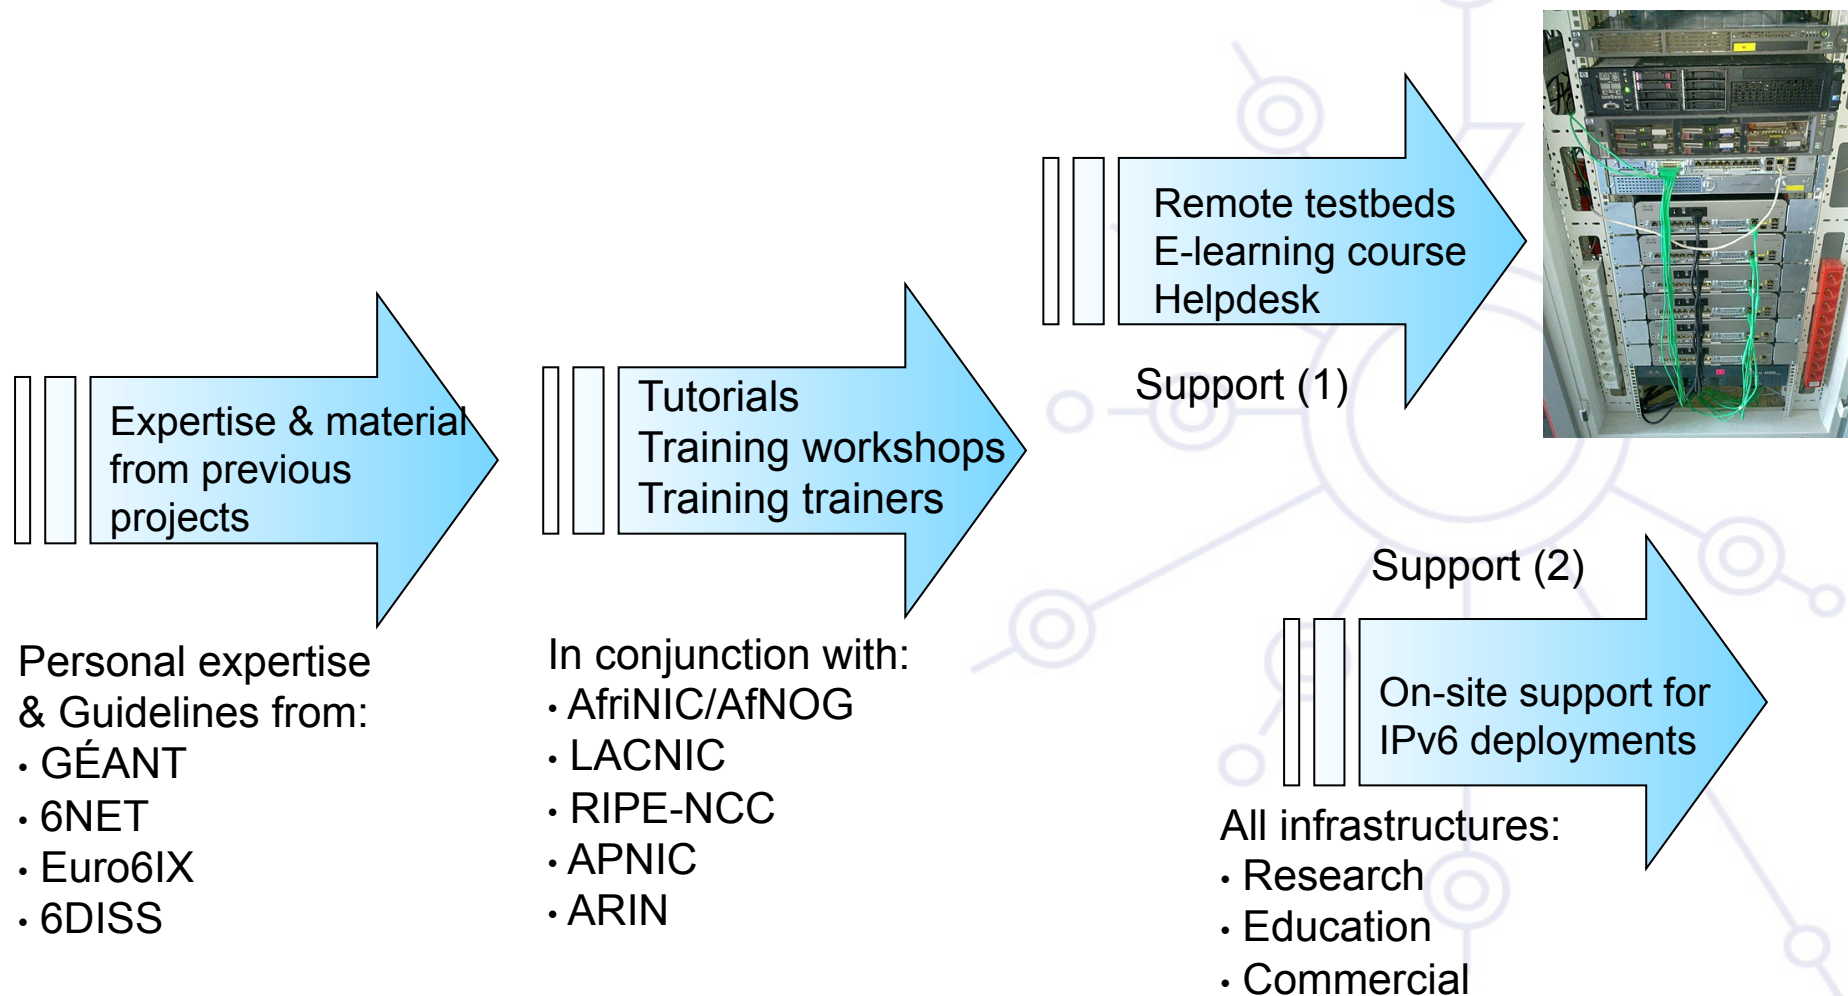 Expertise & material
from previous
projects
Personal expertise
& Guidelines from:
• GÉANT
• 6NET
• Euro6IX
• 6DISS
Tutorials
Training workshops
Training trainers
In conjunction with:
• AfriNIC/AfNOG
• LACNIC
• RIPE-NCC
• APNIC
• ARIN
Remote testbeds
E-learning course
Helpdesk
Support (1)
Support (2)
On-site support for
IPv6 deployments
All infrastructures:
• Research
• Education
• Commercial